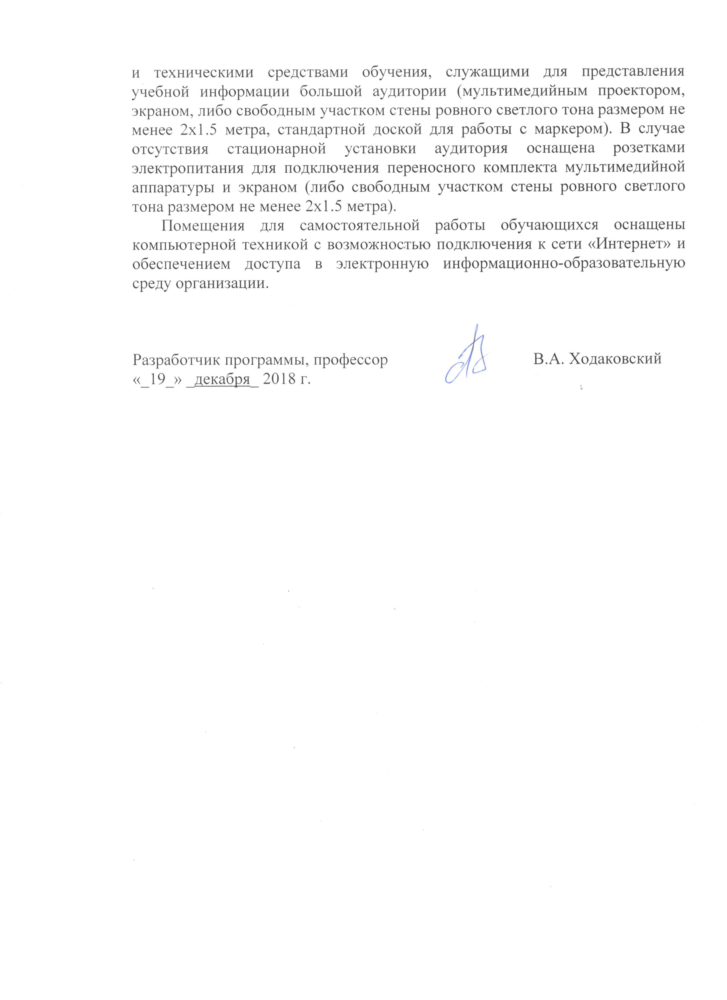 и техническими средствами обучения, служащими для представления
учебной информации большой аудитории (мультимедийным проектором,
экраном, либо свободным участком стены ровного светлого тона размером не
менее 2х1.5 метра, стандартной доской для работы с маркером). В случае
отсутствия стационарной установки аудитория оснащена розетками
электропитания для подключения переносного комплекта мультимедийной
аппаратуры и экраном (либо свободным участком стены ровного светлого
тона размером не менее 2х1.5 метра).
Помещения для самостоятельной работы обучающихся оснащены
компьютерной техникой с возможностью подключения к сети «Интернет» и
обеспечением доступа в электронную информационно-образовательную
среду организации.
Разработчик программы, профессор В.А. Ходаковский
«_19_» _декабря_ 2018 г.